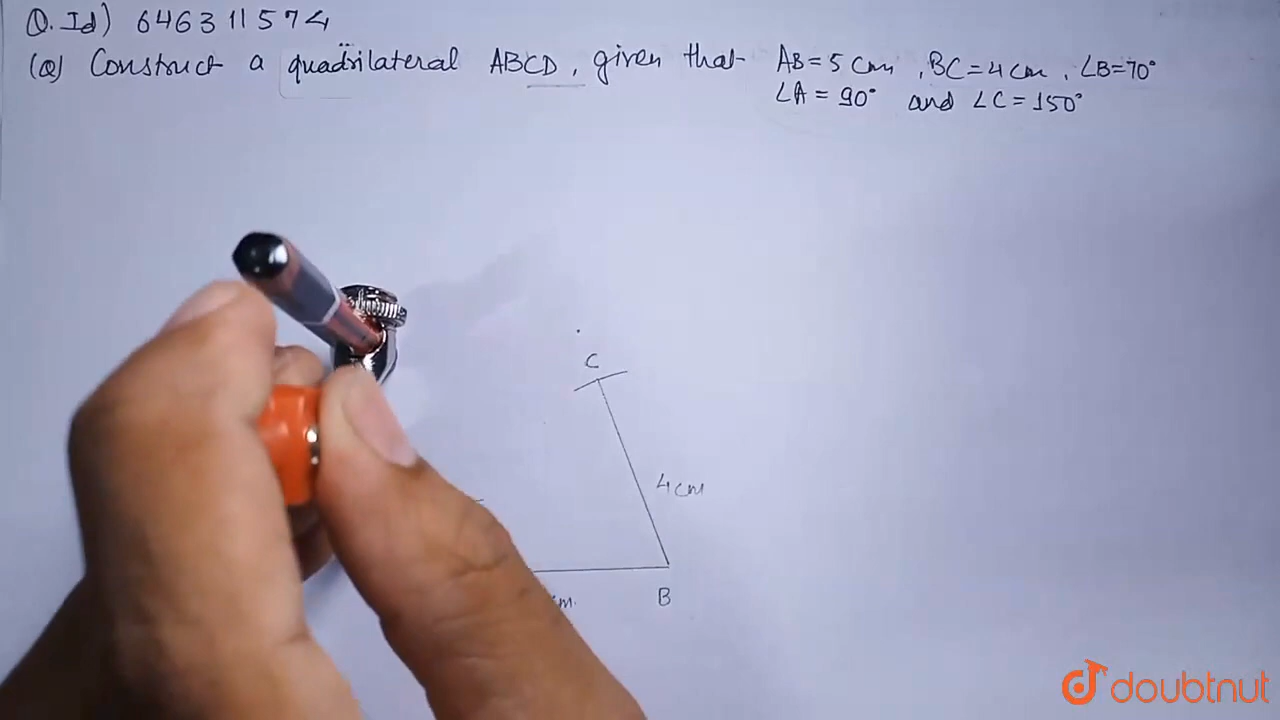 Q. Id) 646311574
(Q) Construct a quadrilateral ABCD, given that AB = 5 cm, BC = 4 cm, ∠B = 70°
∠A = 90° and ∠C = 150°
C
4 cm
cm.
B
doubtnut